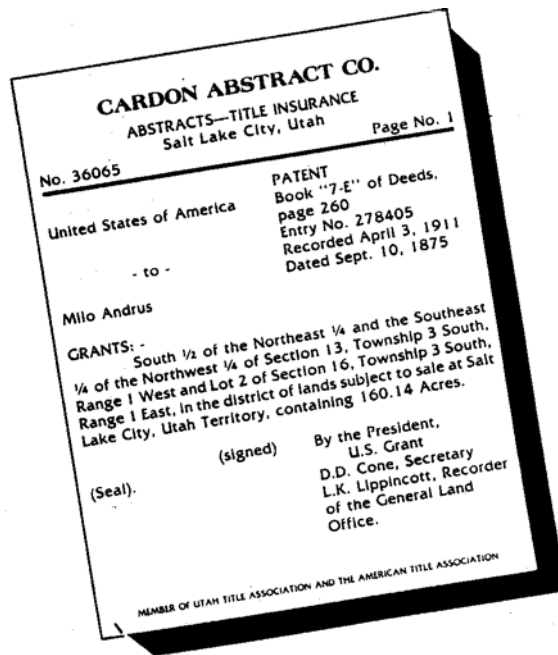 CARDON ABSTRACT CO.
ABSTRACTS—TITLE INSURANCE
Salt Lake City, Utah
No. 36065 Page No. 1
United States of America
- to -
Milo Andrus
PATENT
Book "7-E" of Deeds,
page 260
Entry No. 278405
Recorded April 3, 1911
Dated Sept. 10, 1875
GRANTS: -
South ½ of the Northeast ¼ and the Southeast
¼ of the Northwest ¼ of Section 13, Township 3 South,
Range 1 West and Lot 2 of Section 16, Township 3 South,
Range 1 East, in the district of lands subject to sale at Salt
Lake City, Utah Territory, containing 160.14 Acres.
(signed)
(Seal).
By the President,
U.S. Grant
D.D. Cone, Secretary
L.K. Lippincott, Recorder
of the General Land
Office.
MEMBER OF UTAH TITLE ASSOCIATION AND THE AMERICAN TITLE ASSOCIATION